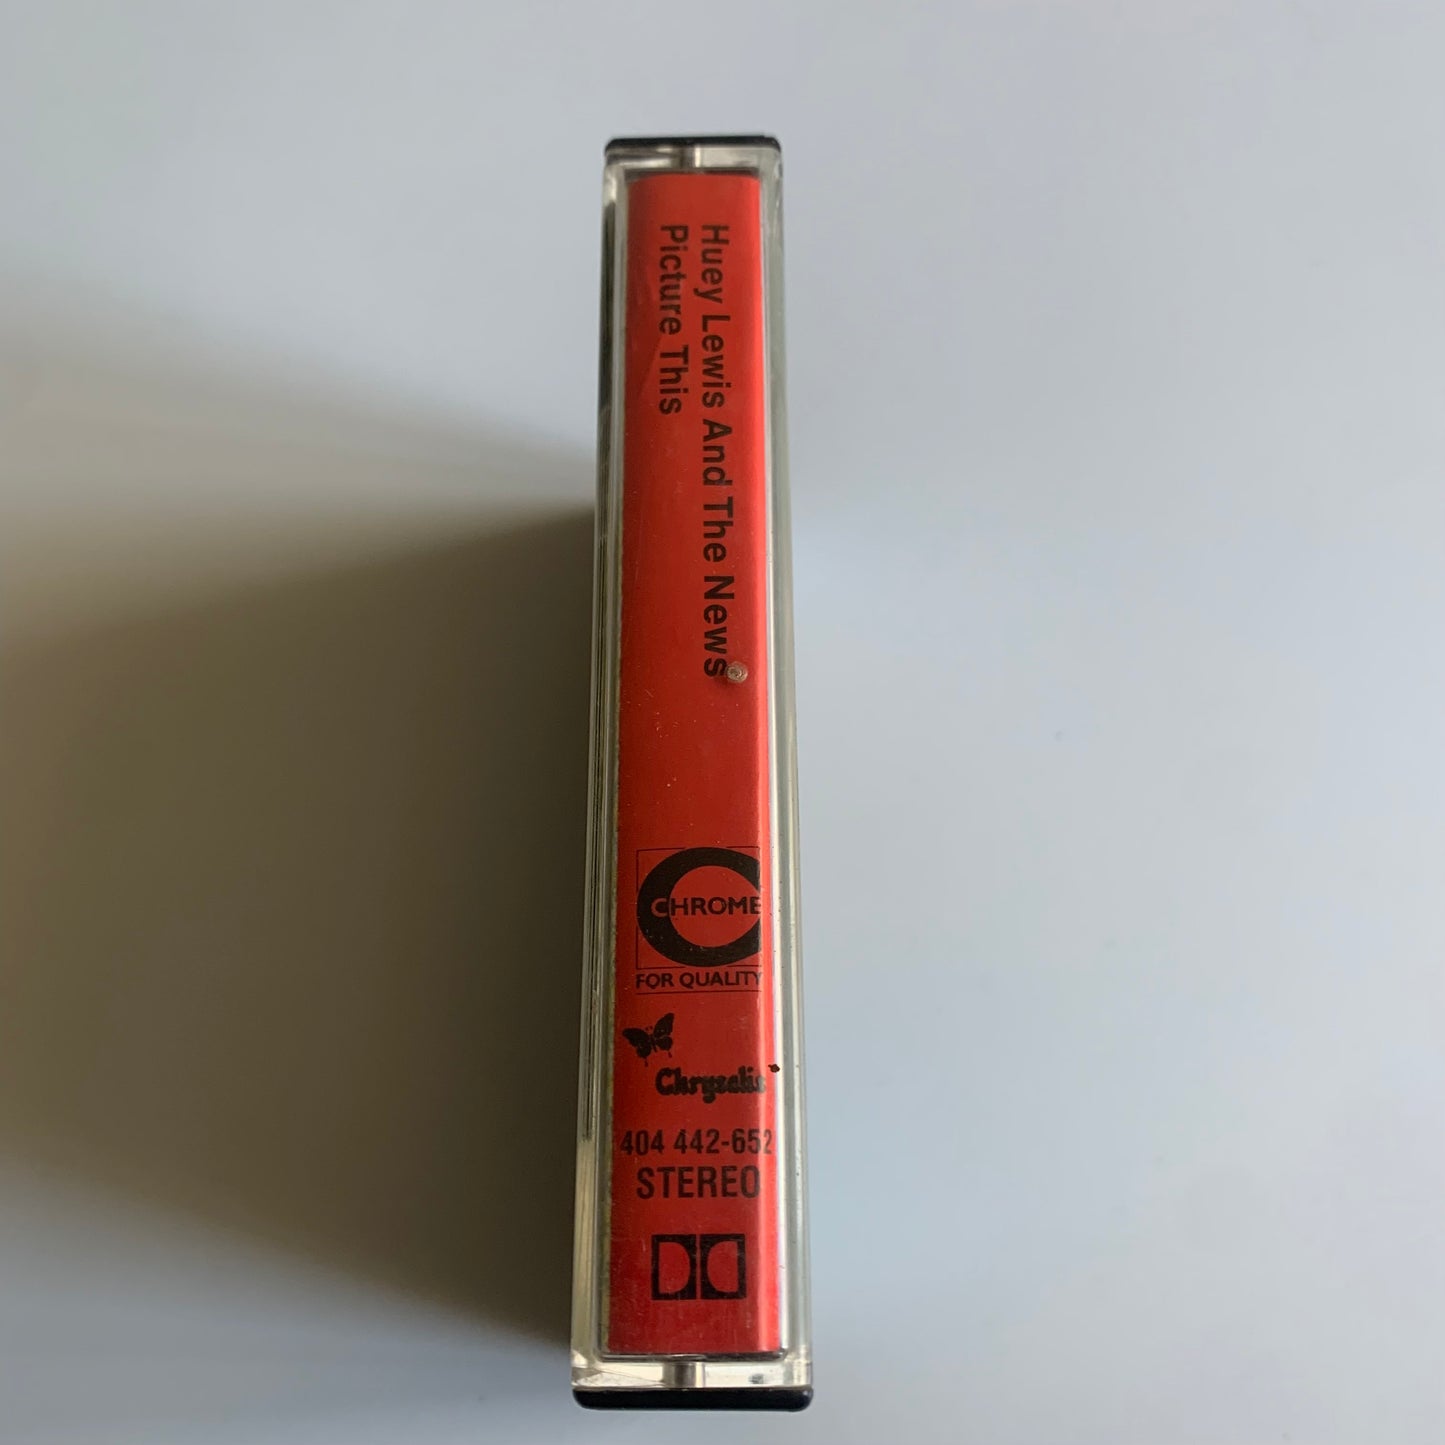 Huey Lewis And The News
Picture This
CHROME
FOR QUALITY
Chrysalis
404 442-652
STEREO